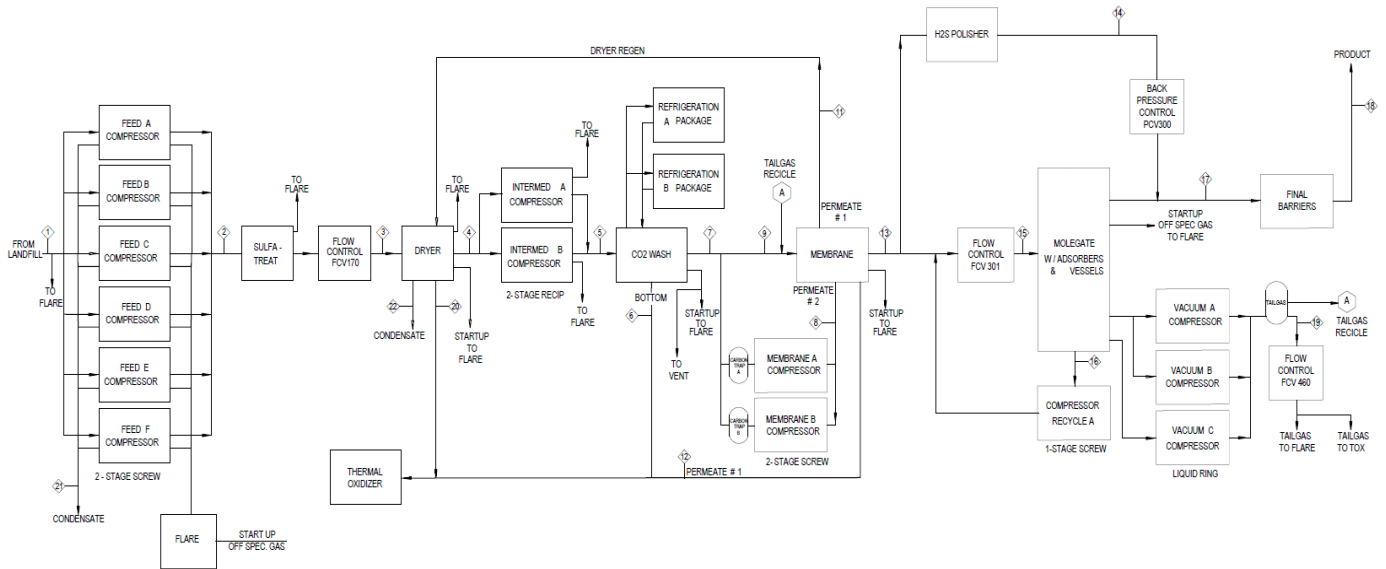 1
FROM
LANDFILL
TO
FLARE
FEED A
COMPRESSOR
FEED B
COMPRESSOR
FEED C
COMPRESSOR
FEED D
COMPRESSOR
FEED E
COMPRESSOR
FEED F
COMPRESSOR
2 - STAGE SCREW
21
CONDENSATE
FLARE
START UP
OFF SPEC. GAS
2
TO
FLARE
SULFA -
TREAT
FLOW
CONTROL
FCV170
3
DRYER REGEN
TO
FLARE
DRYER
22
CONDENSATE
20
STARTUP
TO
FLARE
4
TO
FLARE
INTERMED A
COMPRESSOR
INTERMED B
COMPRESSOR
2- STAGE RECIP
TO
FLARE
5
REFRIGERATION
A PACKAGE
REFRIGERATION
B PACKAGE
CO2 WASH
BOTTOM
6
7
STARTUP
TO
FLARE
TO
VENT
TAILGAS
RECICLE
A
9
11
PERMEATE
# 1
MEMBRANE
PERMEATE
# 2
8
STARTUP
TO
FLARE
CARBON
TRAP
A
MEMBRANE A
COMPRESSOR
CARBON
TRAP
B
MEMBRANE B
COMPRESSOR
2- STAGE SCREW
12
PERMEATE # 1
THERMAL
OXIDIZER
13
H2S POLISHER
14
FLOW
CONTROL
FCV 301
15
BACK
PRESSURE
CONTROL
PCV300
MOLEGATE
W / ADSORBERS
& VESSELS
16
COMPRESSOR
RECYCLE A
1-STAGE SCREW
17
STARTUP
OFF SPEC GAS
TO FLARE
FINAL
BARRIERS
PRODUCT
18
VACUUM A
COMPRESSOR
VACUUM B
COMPRESSOR
VACUUM C
COMPRESSOR
LIQUID RING
TAILGAS
A
TAILGAS
RECICLE
19
FLOW
CONTROL
FCV 460
TAILGAS
TO FLARE
TAILGAS
TO TOX